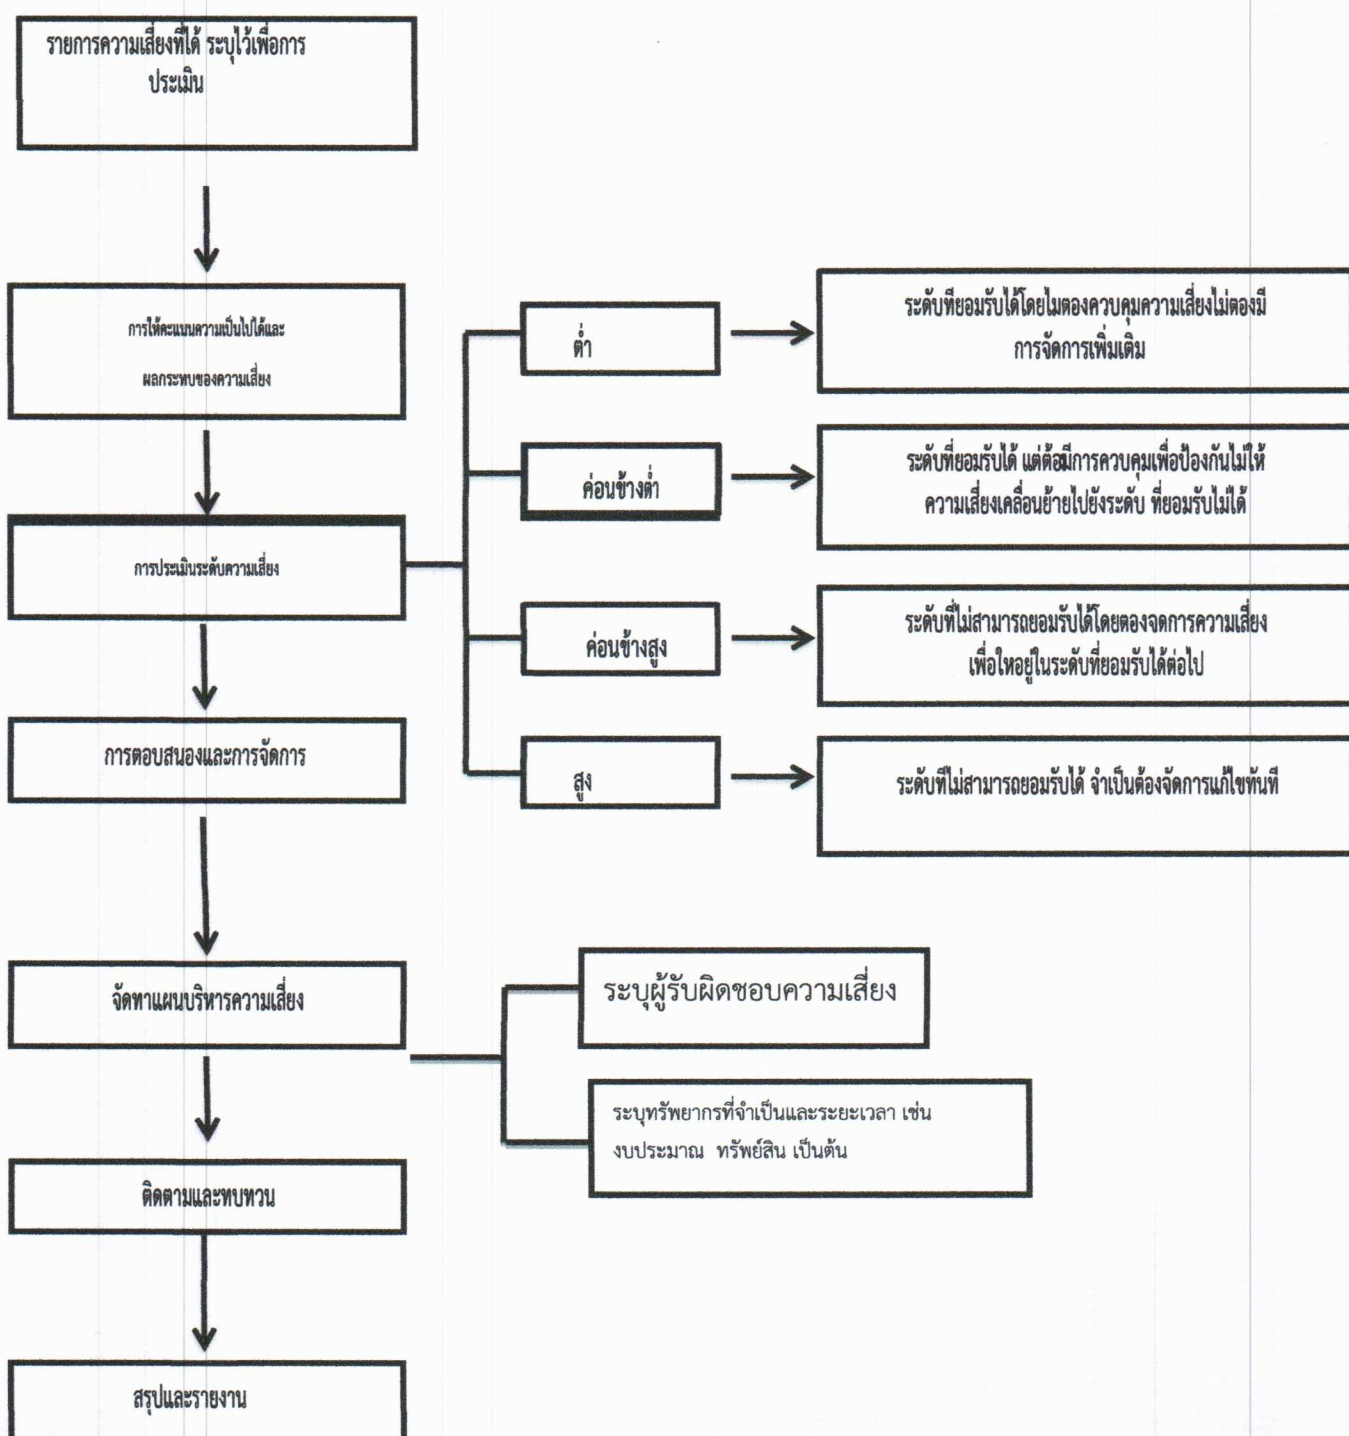 รายการความเสี่ยงที่ได้ ระบุไว้เพื่อการ
ประเมิน
การให้คะแนนความเป็นไปได้และ
ผลกระทบของความเสี่ยง
การประเมินระดับความเสี่ยง
ต่ำ
ระดับที่ยอมรับได้โดยไมตองควบคุมความเสี่ยงไม่ตองมี
การจัดการเพิ่มเติม
ค่อนข้างต่ำ
ระดับที่ยอมรับได้ แต่ต้องมีการควบคุมเพื่อป้องกันไม่ให้
ความเสี่ยงเคลื่อนย้ายไปยังระดับ ที่ยอมรับไม่ได้
ค่อนข้างสูง
ระดับที่ไม่สามารถยอมรับได้โดยตองจดการความเสี่ยง
เพื่อใหอยู่ในระดับที่ยอมรับได้ต่อไป
สูง
ระดับที่ไม่สามารถยอมรับได้ จำเป็นต้องจัดการแก้ไขทันที
การตอบสนองและการจัดการ
จัดทาแผนบริหารความเสี่ยง
ระบุผู้รับผิดชอบความเสี่ยง
ระบุทรัพยากรที่จำเป็นและระยะเวลา เช่น
งบประมาณ ทรัพย์สิน เป็นต้น
ติดตามและทบทวน
สรุปและรายงาน